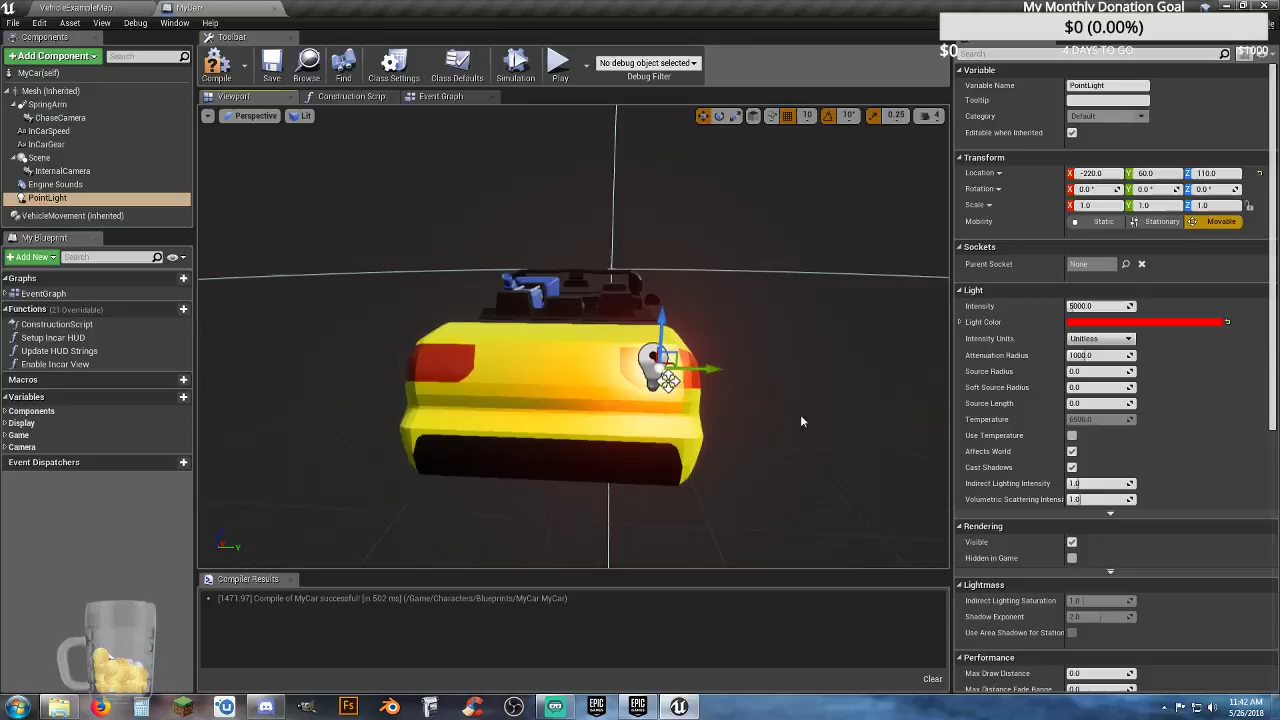 VehicleExampleMap
MyCar*
My Monthly Donation Goal
File
Edit
Asset
View
Debug
Window
Help
$0 (0.00%)
$0
4 DAYS TO GO
$1000
Components
Add Component
Search
MyCar(self)
Mesh (Inherited)
SpringArm
ChaseCamera
InCarSpeed
InCarGear
Scene
InternalCamera
Engine Sounds
PointLight
VehicleMovement (Inherited)
My Blueprint
Add New
Search
Graphs
EventGraph
Functions (21 Overridable)
ConstructionScript
Setup Incar HUD
Update HUD Strings
Enable Incar View
Macros
Variables
Components
Display
Game
Camera
Event Dispatchers
Toolbar
Compile
Save
Browse
Find
Class Settings
Class Defaults
Simulation
Play
No debug object selected
Debug Filter
Viewport
Construction Scrip
Event Graph
Perspective
Lit
10
10°
0.25
4
Y
Compiler Results
[1471.97] Compile of MyCar successful! [in 502 ms] (/Game/Characters/Blueprints/MyCar.MyCar)
Clear
Search
Variable
Variable Name
PointLight
Tooltip
Category
Default
Editable when Inherited
Transform
Location
X
-220.0
Y
60.0
Z
110.0
Rotation
X
0.0 °
Y
0.0 °
Z
0.0 °
Scale
X
1.0
Y
1.0
Z
1.0
Mobility
Static
Stationary
Movable
Sockets
Parent Socket
None
Light
Intensity
5000.0
Light Color
Intensity Units
Unitless
Attenuation Radius
1000.0
Source Radius
0.0
Soft Source Radius
0.0
Source Length
0.0
Temperature
6500.0
Use Temperature
Affects World
Cast Shadows
Indirect Lighting Intensity
1.0
Volumetric Scattering Intensi
1.0
Rendering
Visible
Hidden in Game
Lightmass
Indirect Lighting Saturation
1.0
Shadow Exponent
2.0
Use Area Shadows for Station
Performance
Max Draw Distance
0.0
Max Distance Fade Range
0.0
Fs
EPIC GAMES
EPIC GAMES
11:42 AM
5/26/2018